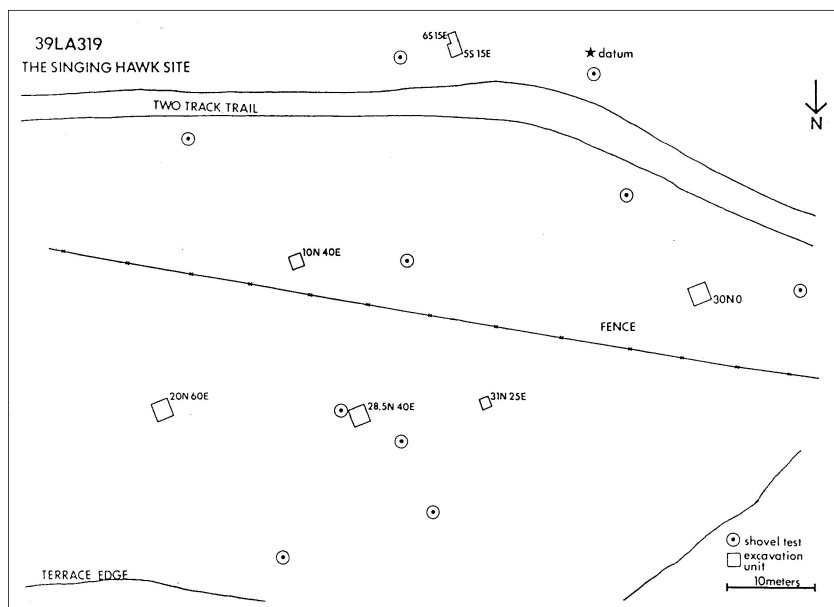 39LA319
THE SINGING HAWK SITE
6S 15E
5S 15E
datum
TWO TRACK TRAIL
N
10N 40E
30N 0
FENCE
20N 60E
28.5N 40E
31N 25E
TERRACE EDGE
shovel test
excavation
unit
10meters